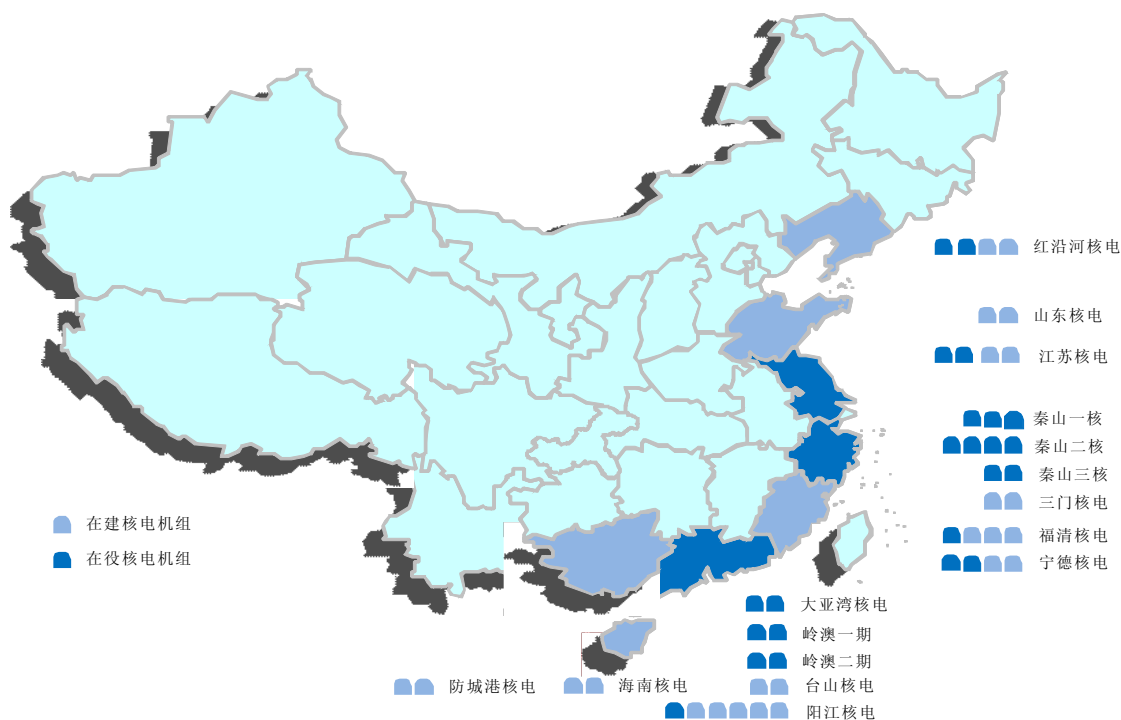 红沿河核电
山东核电
江苏核电
秦山一核
秦山二核
秦山三核
三门核电
福清核电
宁德核电
在建核电机组
在役核电机组
大亚湾核电
岭澳一期
岭澳二期
防城港核电
海南核电
台山核电
阳江核电